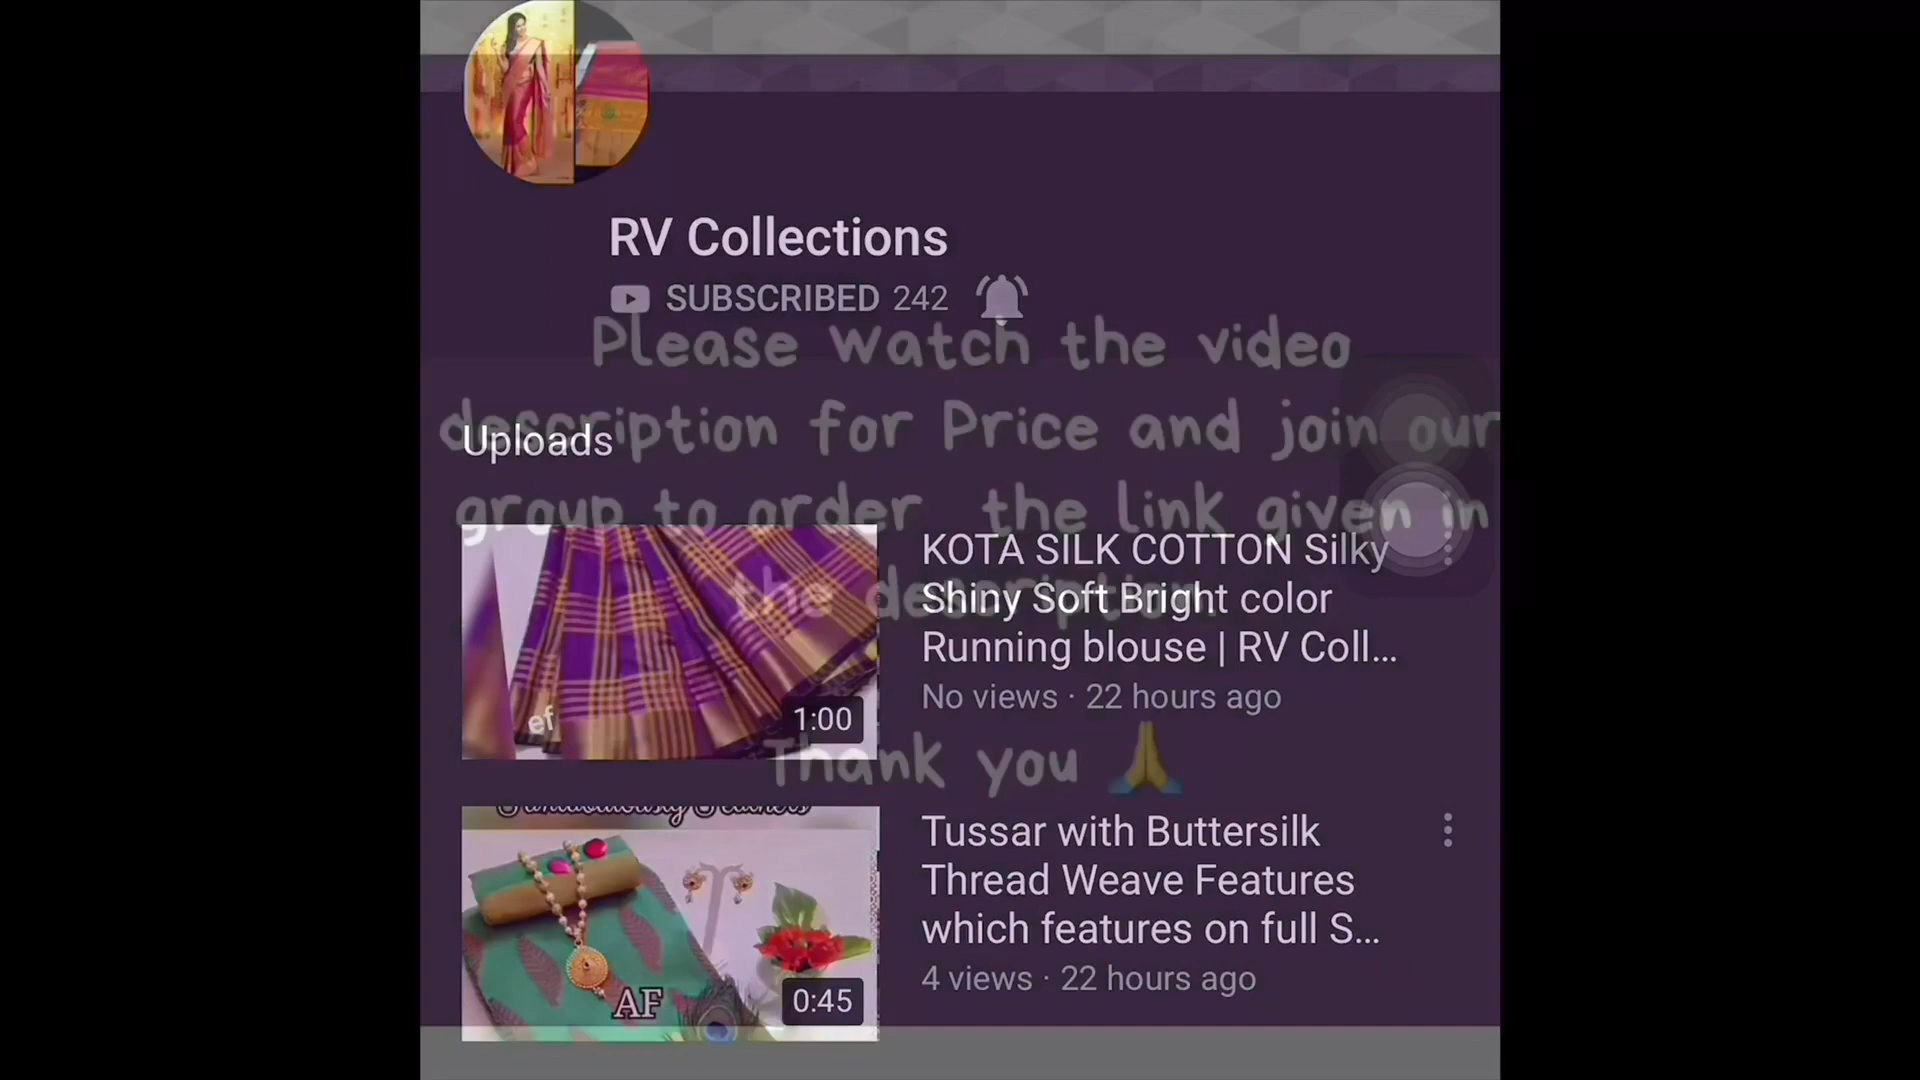 RV Collections
SUBSCRIBED 242
Please watch the video
description for Price and join our
group to order the link given in
the description.
Thank you 🙏
Uploads
KOTA SILK COTTON Silky
Shiny Soft Bright color
Running blouse | RV Coll...
No views · 22 hours ago
ef
1:00
Tussar with Buttersilk
Thread Weave Features
which features on full S...
4 views · 22 hours ago
AF
0:45